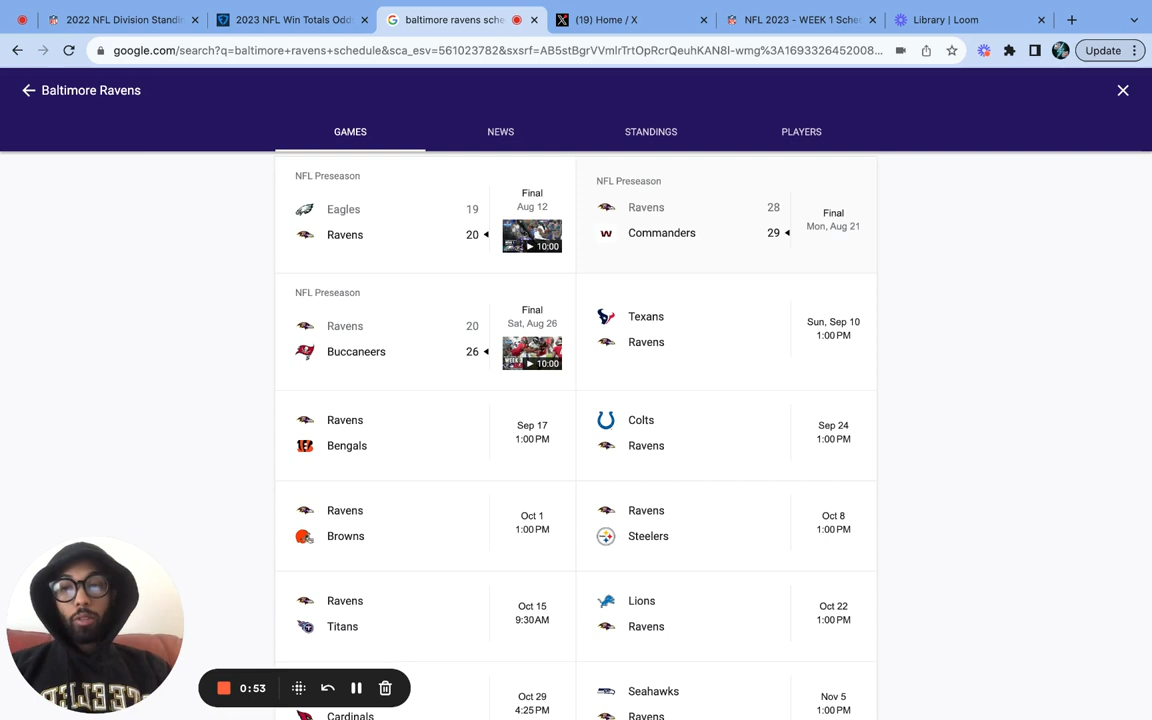 2022 NFL Division Standin
2023 NFL Win Totals Odds
baltimore ravens sche
(19) Home / X
NFL 2023 - WEEK 1 Sche
Library | Loom
google.com/search?q=baltimore+ravens+schedule&sca_esv=561023782&sxsrf=AB5stBgrVVmlrTrtOpRcrQeuhKAN8I-wmg%3A1693326452008...
Update
Baltimore Ravens
GAMES
NEWS
STANDINGS
PLAYERS
NFL Preseason
Eagles 19
Ravens 20
Final
Aug 12
10:00
NFL Preseason
Ravens 28
Commanders 29
Final
Mon, Aug 21
NFL Preseason
Ravens 20
Buccaneers 26
Final
Sat, Aug 26
10:00
Texans
Ravens
Sun, Sep 10
1:00 PM
Ravens
Bengals
Sep 17
1:00 PM
Colts
Ravens
Sep 24
1:00 PM
Ravens
Browns
Oct 1
1:00 PM
Ravens
Steelers
Oct 8
1:00 PM
Ravens
Titans
Oct 15
9:30 AM
Lions
Ravens
Oct 22
1:00 PM
Cardinals
Oct 29
4:25 PM
Seahawks
Ravens
Nov 5
1:00 PM
0:53